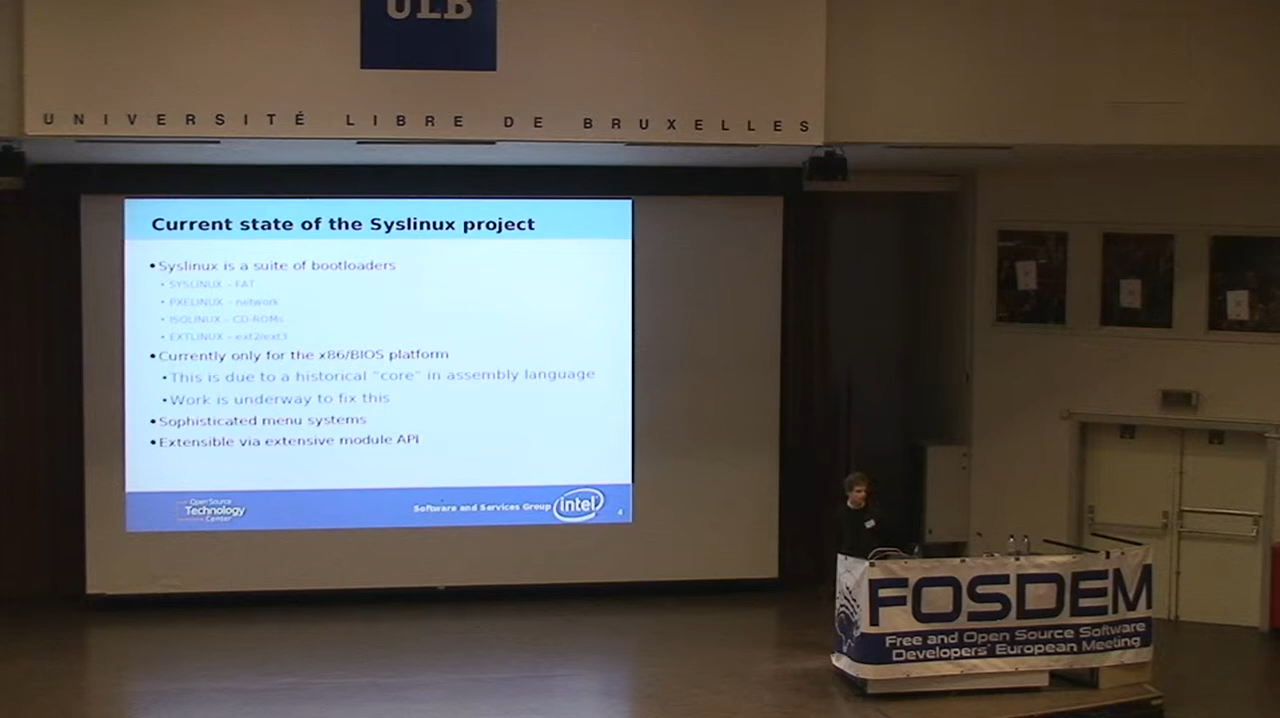 ULB
UNIVERSITÉ LIBRE DE BRUXELLES
Current state of the Syslinux project
•Syslinux is a suite of bootloaders
• SYSLINUX – FAT
• PXELINUX – network
• ISOLINUX – CD-ROMs
• EXTLINUX – ext2/ext3
•Currently only for the x86/BIOS platform
•This is due to a historical "core" in assembly language
•Work is underway to fix this
•Sophisticated menu systems
•Extensible via extensive module API
Open Source
Technology
Center
Software and Services Group
intel
4
FOSDEM
Free and Open Source Software
Developers' European Meeting